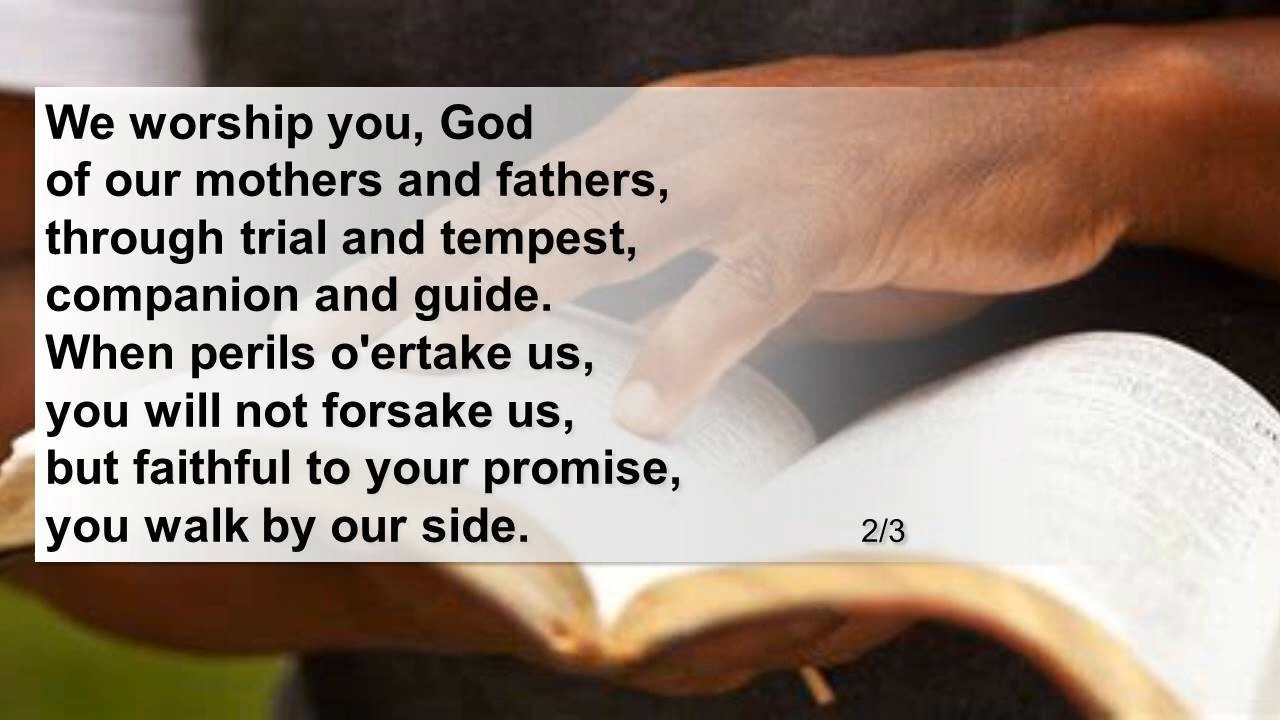 We worship you, God
of our mothers and fathers,
through trial and tempest,
companion and guide.
When perils o'ertake us,
you will not forsake us,
but faithful to your promise,
you walk by our side.
2/3